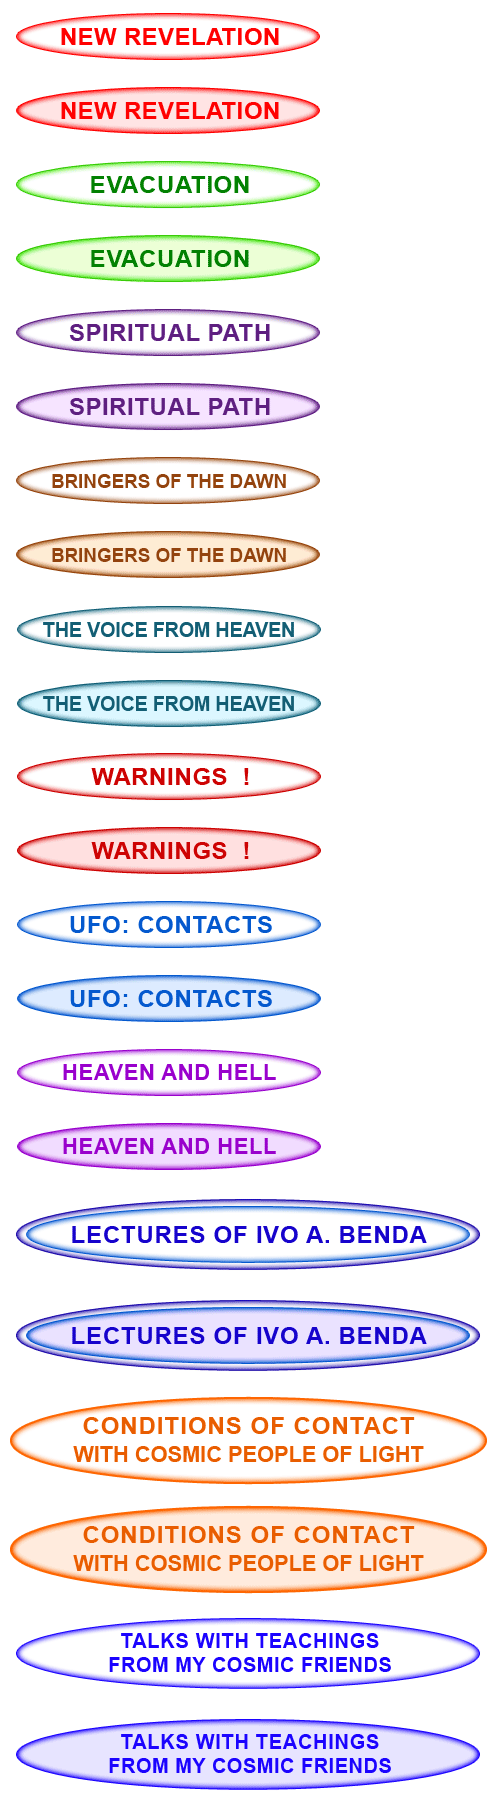 NEW REVELATION
NEW REVELATION
EVACUATION
EVACUATION
SPIRITUAL PATH
SPIRITUAL PATH
BRINGERS OF THE DAWN
BRINGERS OF THE DAWN
THE VOICE FROM HEAVEN
THE VOICE FROM HEAVEN
WARNINGS !
WARNINGS !
UFO: CONTACTS
UFO: CONTACTS
HEAVEN AND HELL
HEAVEN AND HELL
LECTURES OF IVO A. BENDA
LECTURES OF IVO A. BENDA
CONDITIONS OF CONTACT
WITH COSMIC PEOPLE OF LIGHT
CONDITIONS OF CONTACT
WITH COSMIC PEOPLE OF LIGHT
TALKS WITH TEACHINGS
FROM MY COSMIC FRIENDS
TALKS WITH TEACHINGS
FROM MY COSMIC FRIENDS